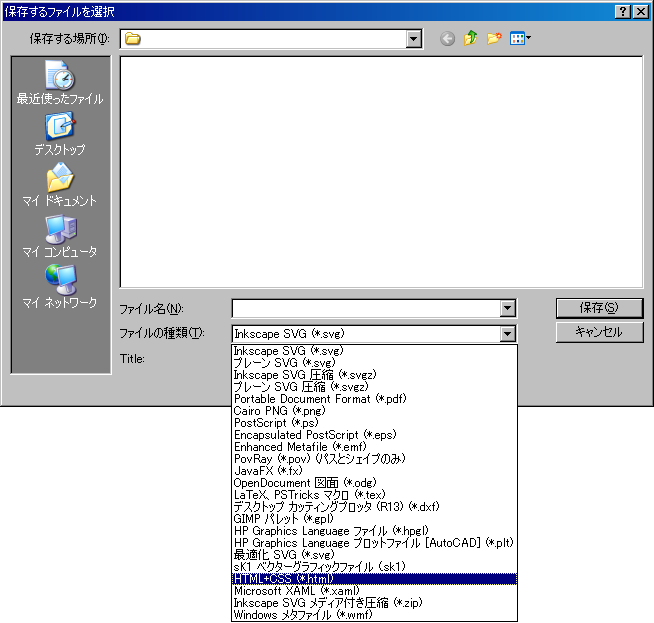 保存するファイルを選択
保存する場所(I):
最近使ったファイル
デスクトップ
マイ ドキュメント
マイ コンピュータ
マイ ネットワーク
ファイル名(N):
保存(S)
ファイルの種類(T):
Inkscape SVG (*.svg)
キャンセル
Title:
Inkscape SVG (*.svg)
プレーン SVG (*.svg)
Inkscape SVG 圧縮 (*.svgz)
プレーン SVG 圧縮 (*.svgz)
Portable Document Format (*.pdf)
Cairo PNG (*.png)
PostScript (*.ps)
Encapsulated PostScript (*.eps)
Enhanced Metafile (*.emf)
PovRay (*.pov) (パスとシェイプのみ)
JavaFX (*.fx)
OpenDocument 図面 (*.odg)
LaTeX、PSTricks マクロ (*.tex)
デスクトップ カッティングプロッタ (R13) (*.dxf)
GIMP パレット (*.gpl)
HP Graphics Language ファイル (*.hpgl)
HP Graphics Language プロットファイル [AutoCAD] (*.plt)
最適化 SVG (*.svg)
sK1 ベクターグラフィックファイル (.sk1)
HTML+CSS (*.html)
Microsoft XAML (*.xaml)
Inkscape SVG メディア付き圧縮 (*.zip)
Windows メタファイル (*.wmf)